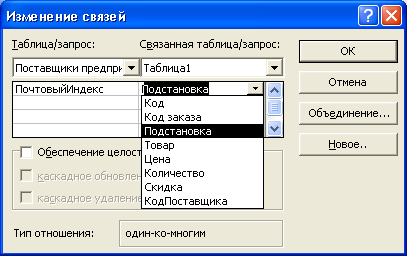 Изменение связей
Таблица/запрос:
Связанная таблица/запрос:
Поставщики предпри
Таблица1
ПочтовыйИндекс
Подстановка
Код
Код заказа
Подстановка
Товар
Цена
Количество
Скидка
КодПоставщика
Обеспечение целост
каскадное обновлен
каскадное удаление
Тип отношения:
один-ко-многим
ОК
Отмена
Объединение...
Новое..